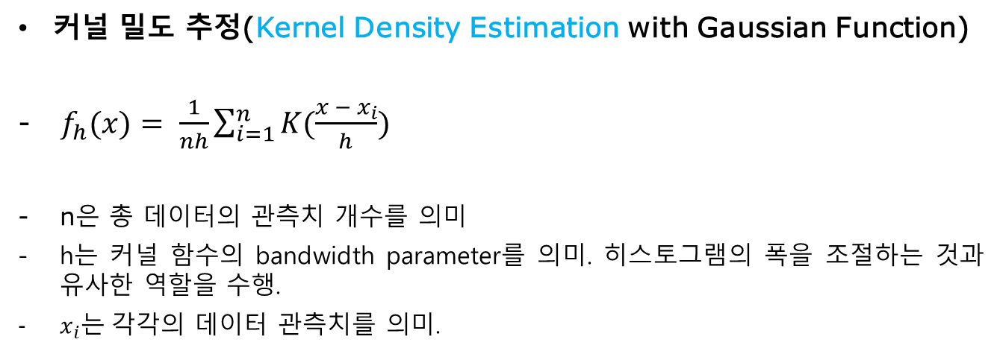 • 커널 밀도 추정(Kernel Density Estimation with Gaussian Function)
- $f_h(x) = \frac{1}{nh}\sum_{i=1}^{n} K(\frac{x - x_i}{h})$
- n은 총 데이터의 관측치 개수를 의미
- h는 커널 함수의 bandwidth parameter를 의미. 히스토그램의 폭을 조절하는 것과
유사한 역할을 수행.
- $x_i$는 각각의 데이터 관측치를 의미.